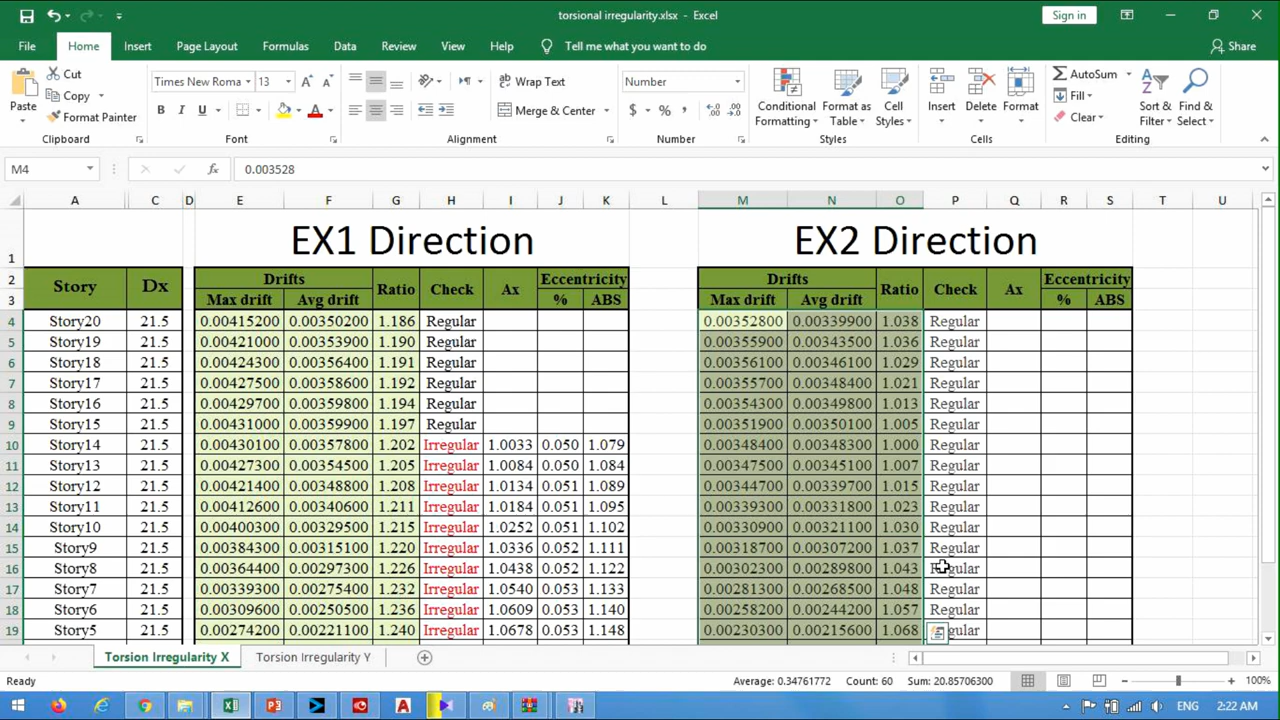 torsional irregularity.xlsx - Excel
Sign in
File Home Insert Page Layout Formulas Data Review View Help Tell me what you want to do Share
Paste
Cut
Copy
Format Painter
Clipboard
Times New Roma 13
B I U
Font
Wrap Text
Merge & Center
Alignment
Number
$ % ,
Number
Conditional Formatting
Format as Table
Cell Styles
Styles
Insert Delete Format
Cells
AutoSum
Fill
Clear
Sort & Filter
Find & Select
Editing
M4 fx 0.003528
A C D E F G H I J K L M N O P Q R S T U
1 EX1 Direction EX2 Direction
2 Story Dx Drifts Ratio Check Ax Eccentricity Drifts Ratio Check Ax Eccentricity
3 Max drift Avg drift % ABS Max drift Avg drift % ABS
4 Story20 21.5 0.00415200 0.00350200 1.186 Regular 0.00352800 0.00339900 1.038 Regular
5 Story19 21.5 0.00421000 0.00353900 1.190 Regular 0.00355900 0.00343500 1.036 Regular
6 Story18 21.5 0.00424300 0.00356400 1.191 Regular 0.00356100 0.00346100 1.029 Regular
7 Story17 21.5 0.00427500 0.00358600 1.192 Regular 0.00355700 0.00348400 1.021 Regular
8 Story16 21.5 0.00429700 0.00359800 1.194 Regular 0.00354300 0.00349800 1.013 Regular
9 Story15 21.5 0.00431000 0.00359900 1.197 Regular 0.00351900 0.00350100 1.005 Regular
10 Story14 21.5 0.00430100 0.00357800 1.202 Irregular 1.0033 0.050 1.079 0.00348400 0.00348300 1.000 Regular
11 Story13 21.5 0.00427300 0.00354500 1.205 Irregular 1.0084 0.050 1.084 0.00347500 0.00345100 1.007 Regular
12 Story12 21.5 0.00421400 0.00348800 1.208 Irregular 1.0134 0.051 1.089 0.00344700 0.00339700 1.015 Regular
13 Story11 21.5 0.00412600 0.00340600 1.211 Irregular 1.0184 0.051 1.095 0.00339300 0.00331800 1.023 Regular
14 Story10 21.5 0.00400300 0.00329500 1.215 Irregular 1.0252 0.051 1.102 0.00330900 0.00321100 1.030 Regular
15 Story9 21.5 0.00384300 0.00315100 1.220 Irregular 1.0336 0.052 1.111 0.00318700 0.00307200 1.037 Regular
16 Story8 21.5 0.00364400 0.00297300 1.226 Irregular 1.0438 0.052 1.122 0.00302300 0.00289800 1.043 Regular
17 Story7 21.5 0.00339300 0.00275400 1.232 Irregular 1.0540 0.053 1.133 0.00281300 0.00268500 1.048 Regular
18 Story6 21.5 0.00309600 0.00250500 1.236 Irregular 1.0609 0.053 1.140 0.00258200 0.00244200 1.057 Regular
19 Story5 21.5 0.00274200 0.00221100 1.240 Irregular 1.0678 0.053 1.148 0.00230300 0.00215600 1.068 gular
Torsion Irregularity X Torsion Irregularity Y
Ready Average: 0.34761772 Count: 60 Sum: 20.85706300 100%
ENG 2:22 AM